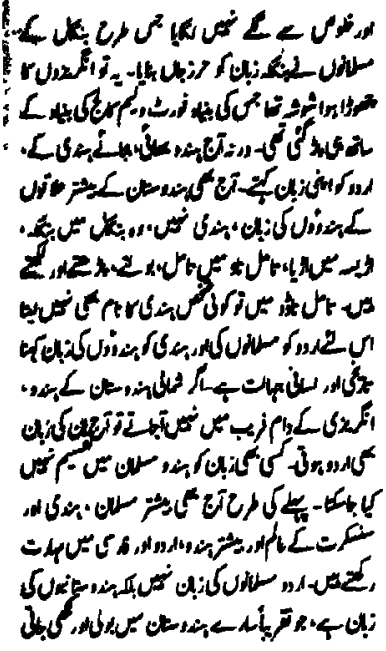 اور خلوص سے گلے نہیں لگایا جس طرح بنگال کے
مسلمانوں نے بنگلہ زبان کو حرز جاں بنایا۔ یہ تو انگریزوں کا
چھوڑا ہوا شوشہ تھا جس کی بنیاد فورٹ ولیم کالج کی بنیاد کے
ساتھ ہی پڑ گئی تھی۔ ورنہ آج ہندو بھائی، بجائے ہندی کے،
اردو کو اپنی زبان کہتے۔ آج بھی ہندوستان کے بیشتر علاقوں
کے ہندوؤں کی زبان، ہندی نہیں، وہ بنگال میں بنگلہ،
اڑیسہ میں اڑیا، تامل ناڈ میں تامل، بولتے، پڑھتے اور لکھتے
ہیں۔ تامل ناڈو میں تو کوئی شخص ہندی کا نام بھی نہیں لیتا
اس لئے اردو کو مسلمانوں کی اور ہندی کو ہندوؤں کی زبان کہنا
تاریخی اور لسانی جہالت ہے۔ اگر شمالی ہندوستان کے ہندو،
انگریزی کے دام فریب میں نہیں آجاتے تو آج ان کی زبان
بھی اردو ہوتی۔ کسی بھی زبان کو ہندو مسلمان میں تقسیم نہیں
کیا جاسکتا۔ پہلے کی طرح آج بھی بیشتر مسلمان، ہندی اور
سنسکرت کے عالم اور بیشتر ہندو، اردو اور فارسی میں مہارت
رکھتے ہیں۔ اردو مسلمانوں کی زبان نہیں بلکہ ہندوستانیوں کی
زبان ہے، جو تقریباً سارے ہندوستان میں بولی اور سمجھی جاتی